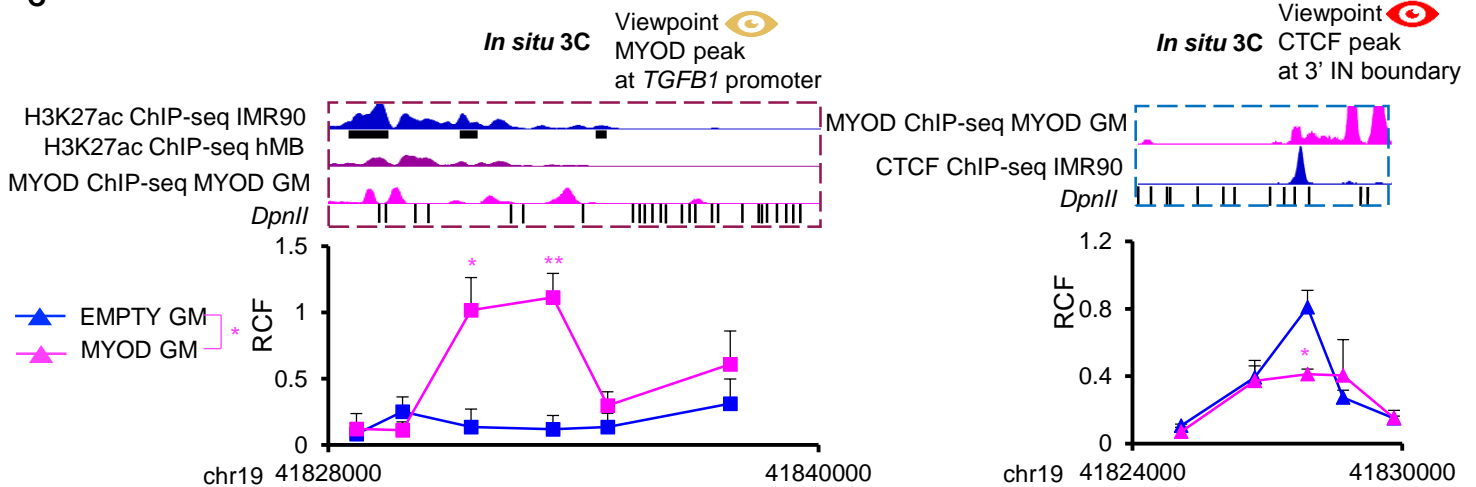 In situ 3C
Viewpoint
MYOD peak
at TGFB1 promoter
H3K27ac ChIP-seq IMR90
H3K27ac ChIP-seq hMB
MYOD ChIP-seq MYOD GM
DpnII
1.5
1
0.5
0
RCF
*
**
EMPTY GM
MYOD GM
*
chr19 41828000
41840000
In situ 3C
Viewpoint
CTCF peak
at 3' IN boundary
MYOD ChIP-seq MYOD GM
CTCF ChIP-seq IMR90
DpnII
1.2
0.8
0.4
0
RCF
*
chr19 41824000
41830000